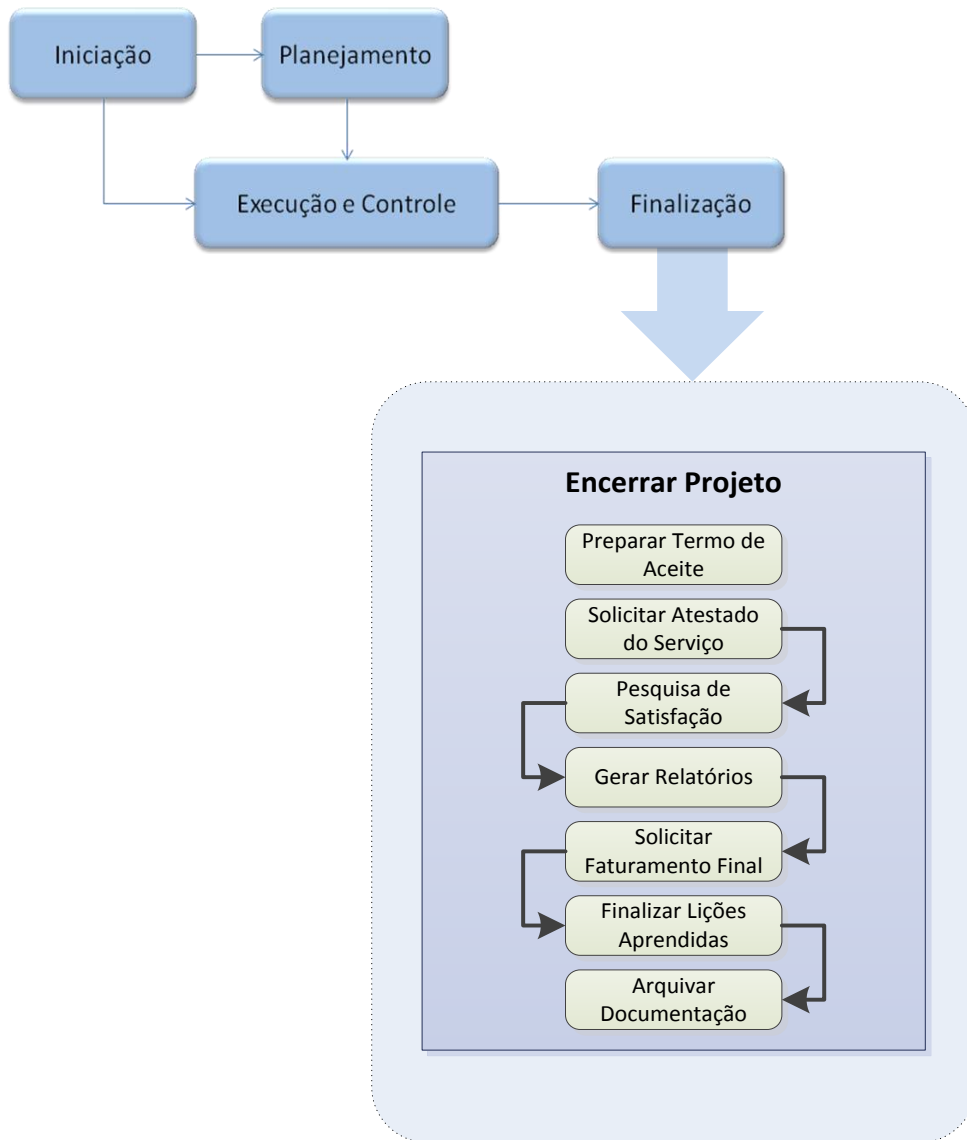 Iniciação
Planejamento
Execução e Controle
Finalização
Encerrar Projeto
Preparar Termo de
Aceite
Solicitar Atestado
do Serviço
Pesquisa de
Satisfação
Gerar Relatórios
Solicitar
Faturamento Final
Finalizar Lições
Aprendidas
Arquivar
Documentação